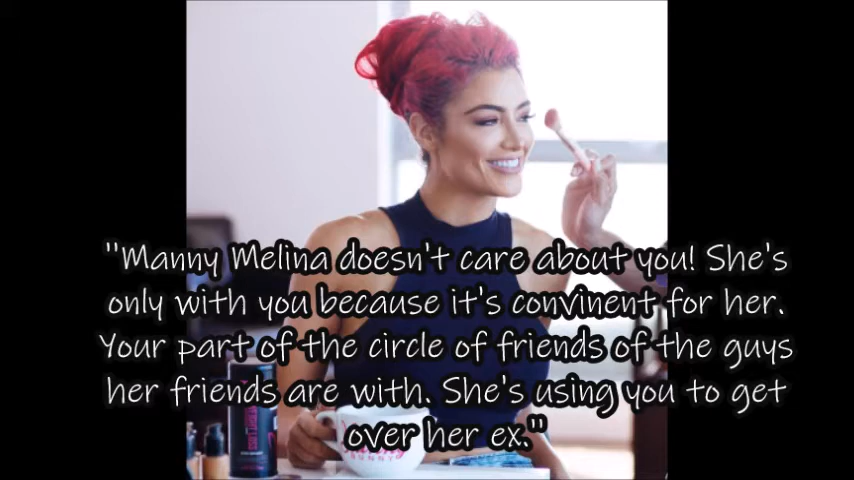 "Manny Melina doesn't care about you! She's
only with you because it's convinent for her.
Your part of the circle of friends of the guys
her friends are with. She's using you to get
over her ex."
BUNNY